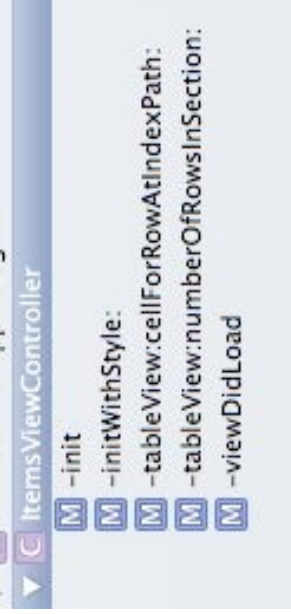 C ItemsViewController
M -init
M -initWithStyle:
M -tableView:cellForRowAtIndexPath:
M -tableView:numberOfRowsInSection:
M -viewDidLoad